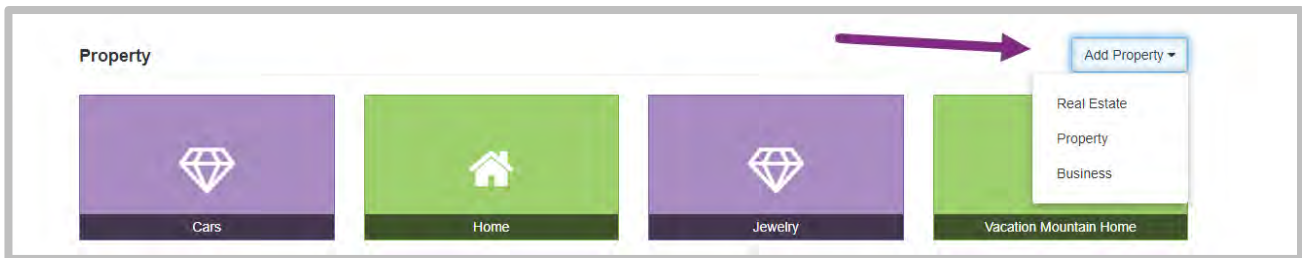 Property
Add Property
Real Estate
Property
Business
Cars
Home
Jewelry
Vacation Mountain Home